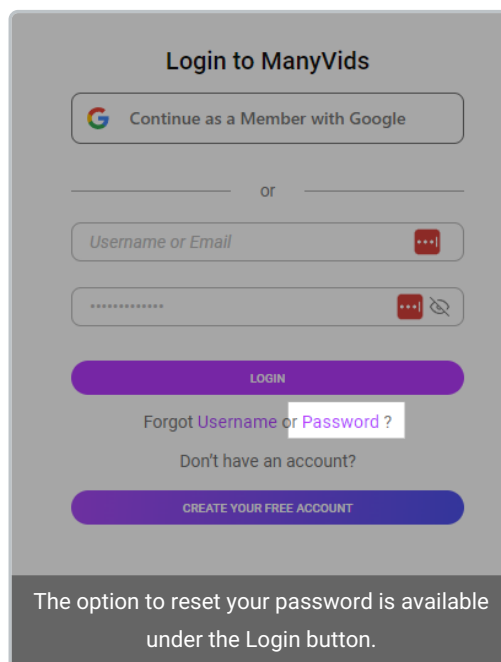 Login to ManyVids
Continue as a Member with Google
or
Username or Email
•••••••••••••
LOGIN
Forgot Username or Password ?
Don't have an account?
CREATE YOUR FREE ACCOUNT
The option to reset your password is available
under the Login button.